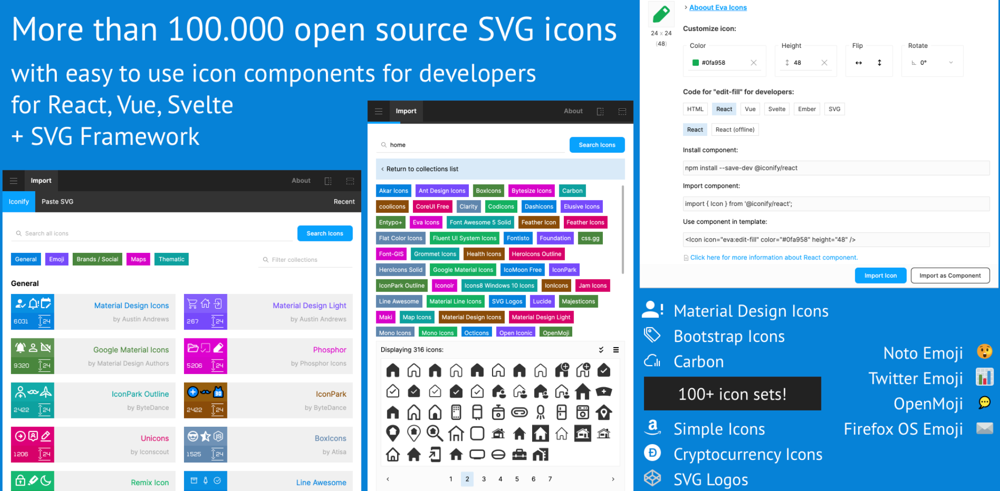 More than 100.000 open source SVG icons
with easy to use icon components for developers
for React, Vue, Svelte
+ SVG Framework
Import
About
Iconify
Paste SVG
Recent
Search all icons
Search Icons
General
Emoji
Brands / Social
Maps
Thematic
Filter collections
General
Material Design Icons
by Austin Andrews
6031
24
Material Design Light
by Austin Andrews
267
24
Google Material Icons
by Material Design Authors
9320
24
Phosphor
by Phosphor Icons
5206
24
IconPark Outline
by ByteDance
2422
24
30
IconPark
by ByteDance
2422
24
Unicons
by Iconscout
1206
24
JS
BoxIcons
by Atisa
1525
24
Remix Icon
Line Awesome
Import
About
home
Search Icons
‹ Return to collections list
Akar Icons
Ant Design Icons
BoxIcons
Bytesize Icons
Carbon
coolicons
CoreUI Free
Clarity
Codicons
Dashicons
Elusive Icons
Entypo+
Eva Icons
Font Awesome 5 Solid
Feather Icon
Feather Icons
Flat Color Icons
Fluent UI System Icons
Fontisto
Foundation
css.gg
Font-GIS
Grommet Icons
Health Icons
HeroIcons Outline
HeroIcons Solid
Google Material Icons
IcoMoon Free
IconPark
IconPark Outline
Iconoir
Icons8 Windows 10 Icons
IonIcons
Jam Icons
Line Awesome
Material Line Icons
SVG Logos
Lucide
Majesticons
Maki
Map Icons
Material Design Icons
Material Design Light
Mono Icons
Mono Icons
Octicons
Open Iconic
OpenMoji
Displaying 316 icons:
‹ 1 2 3 4 5 6 7 ›
24 x 24
(48)
› Aboout Eva Icons
Customize icon:
Color
#0fa958
Height
48
Flip
Rotate
0°
Code for "edit-fill" for developers:
HTML
React
Vue
Svelte
Ember
SVG
React
React (offline)
Install component:
npm install --save-dev @iconify/react
Import component:
import { Icon } from '@iconify/react';
Use component in template:
<Icon icon="eva:edit-fill" color="#0fa958" height="48" />
Click here for more information about React component.
Import Icon
Import as Component
Material Design Icons
Bootstrap Icons
Carbon
100+ icon sets!
Simple Icons
Cryptocurrency Icons
SVG Logos
Noto Emoji
Twitter Emoji
OpenMoji
Firefox OS Emoji